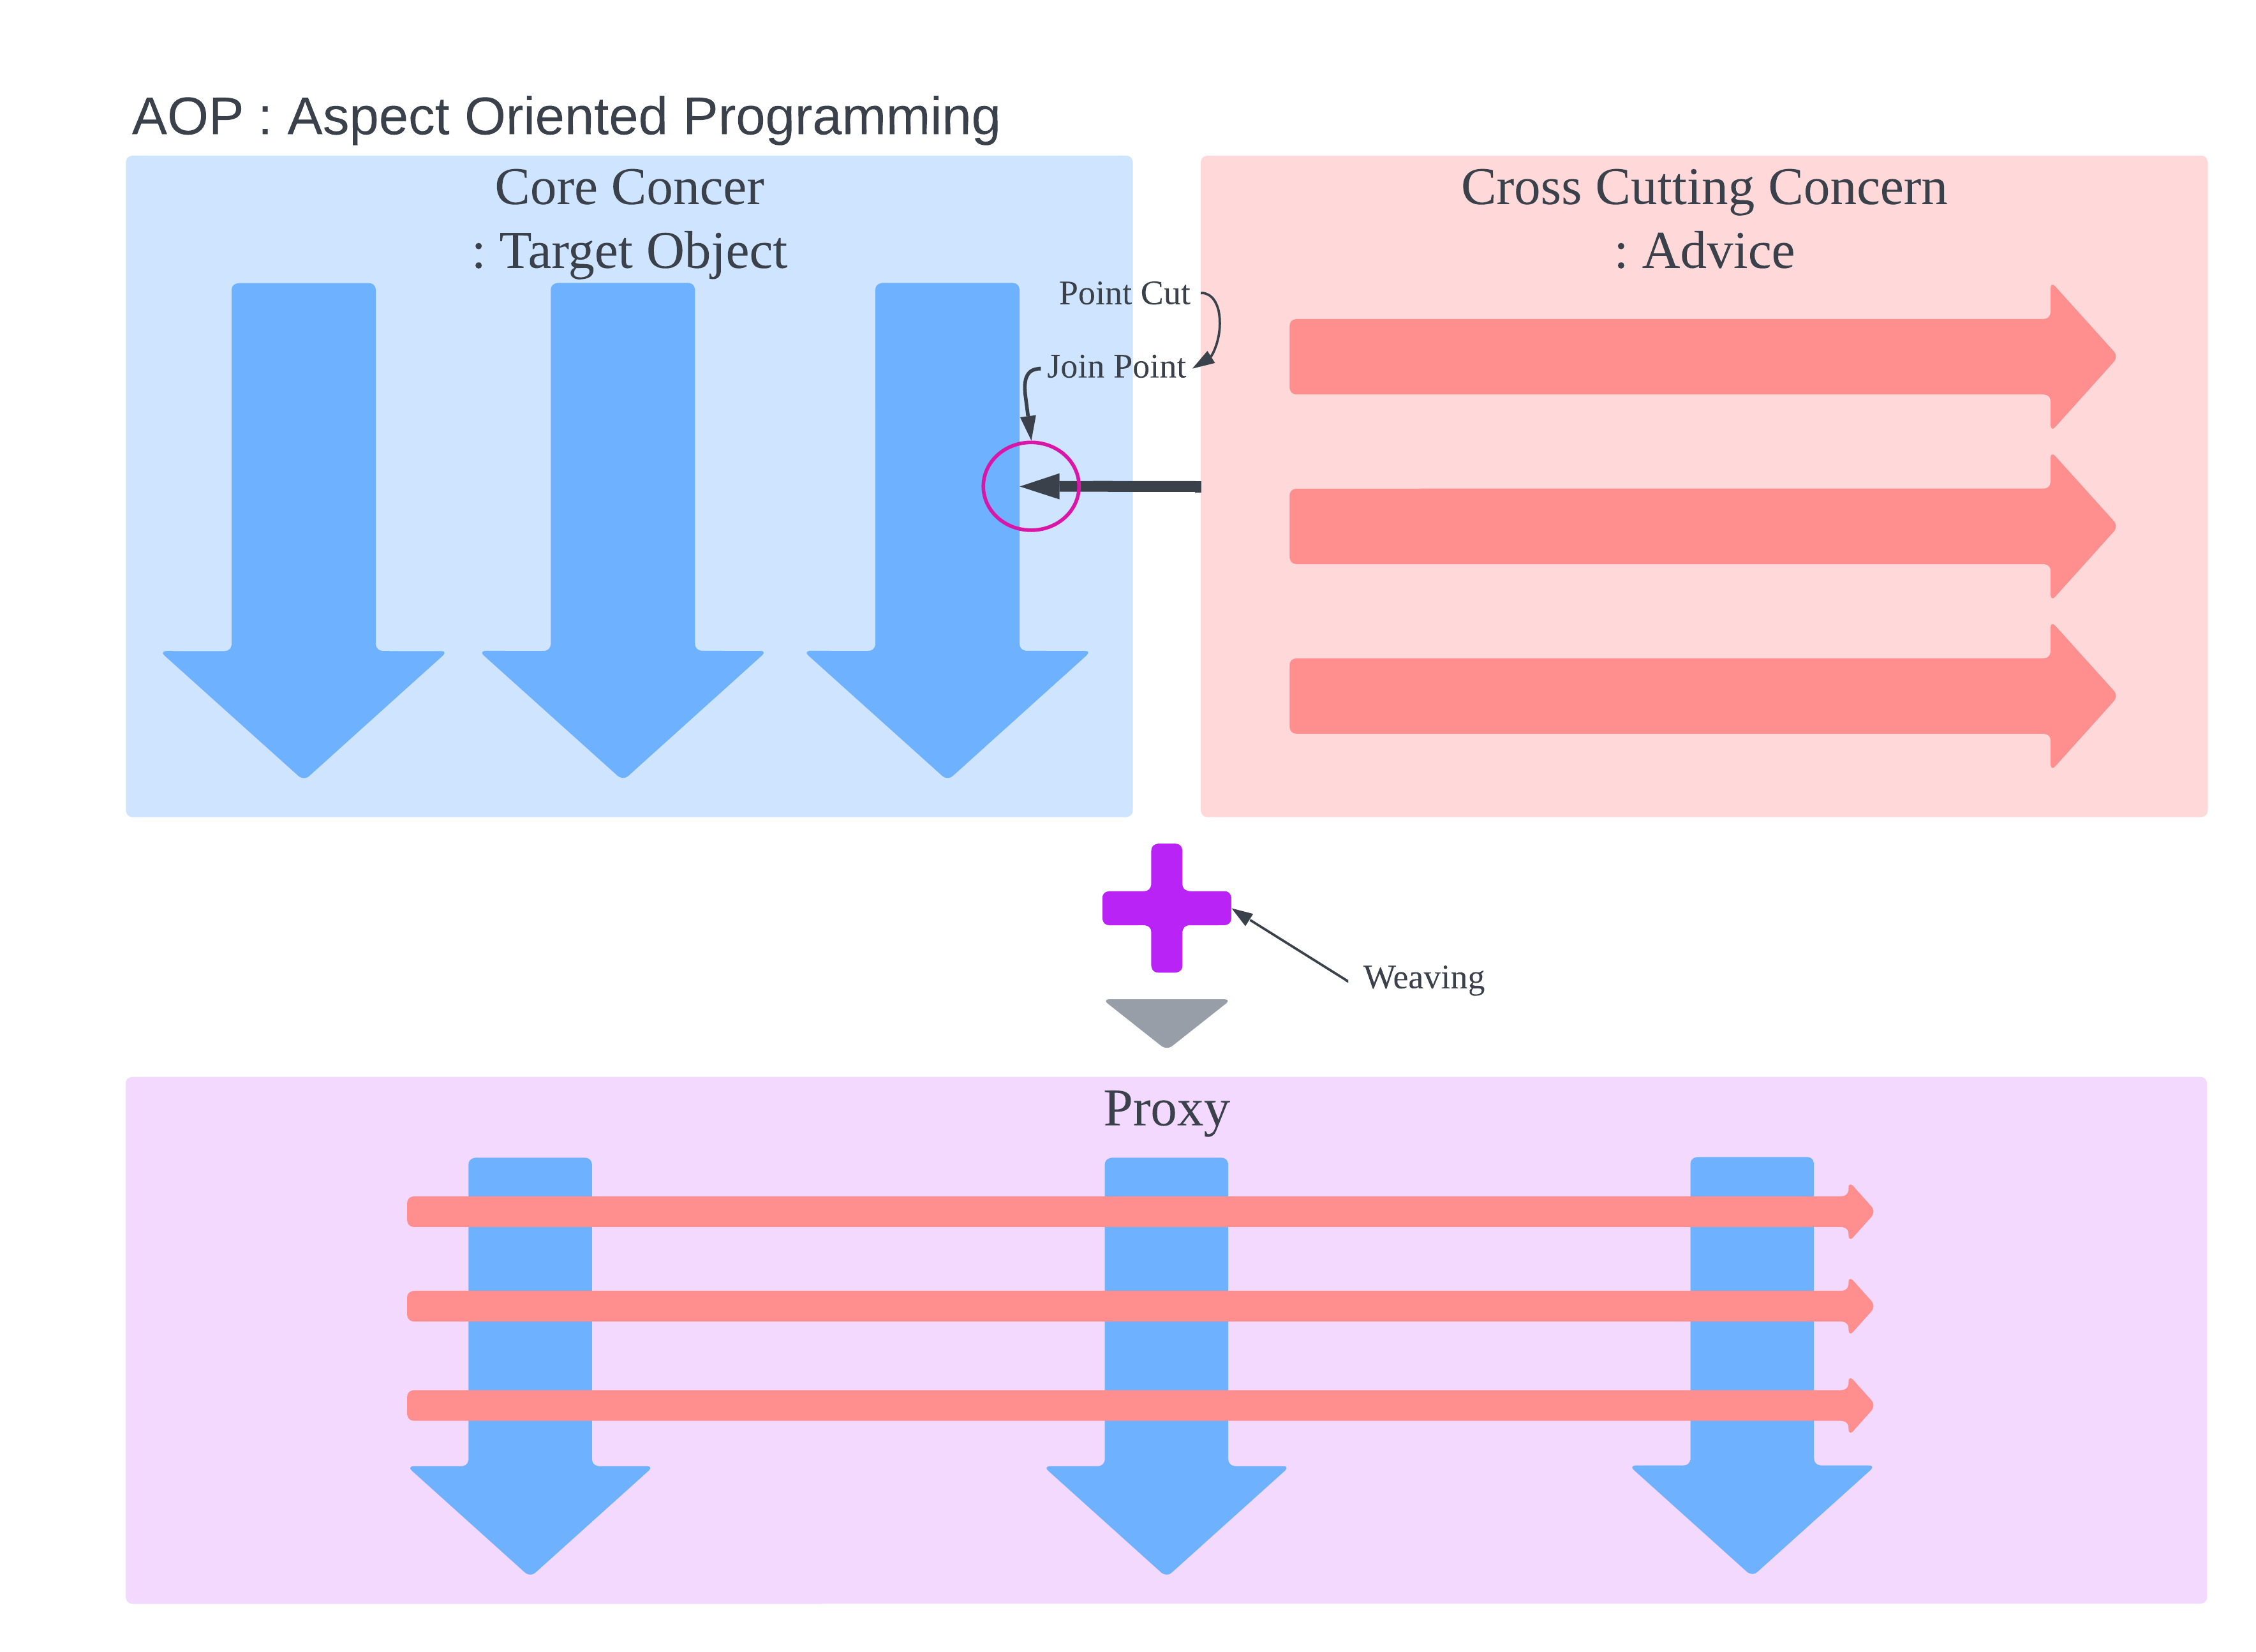 AOP : Aspect Oriented Programming
Core Concer
: Target Object
Cross Cutting Concern
: Advice
Point Cut
Join Point
Weaving
Proxy